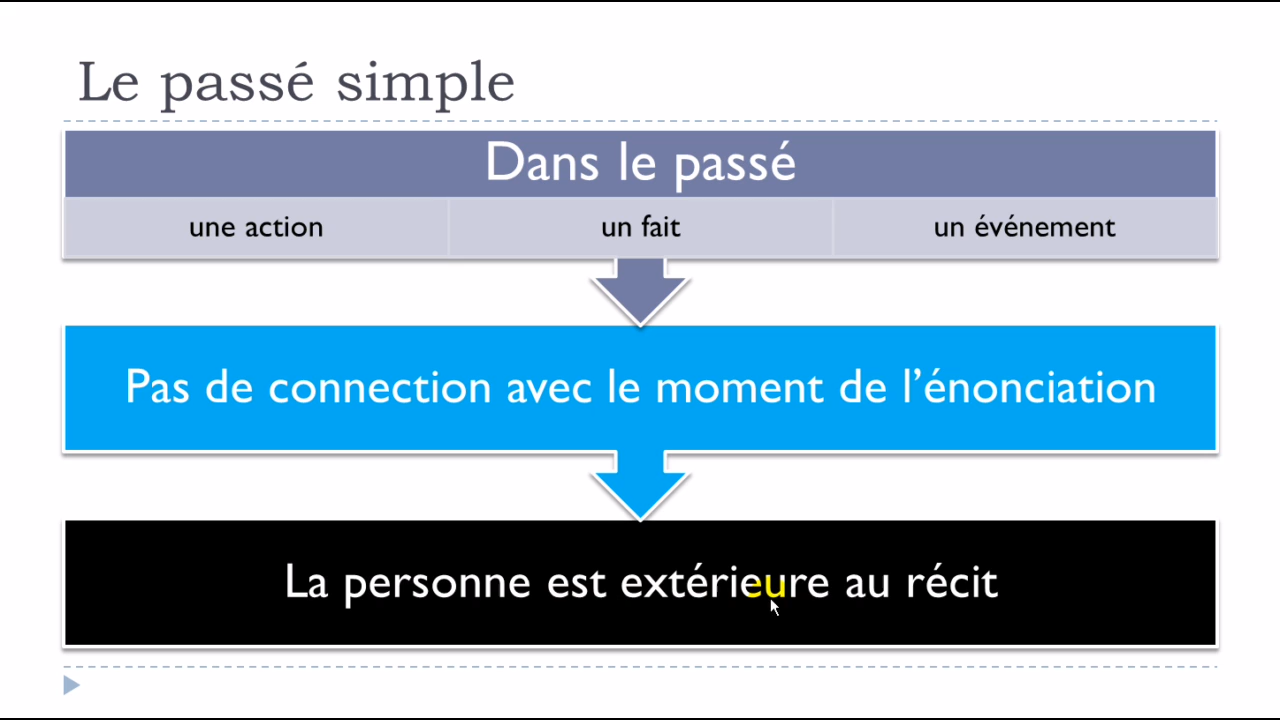 Le passé simple
Dans le passé
une action
un fait
un événement
Pas de connection avec le moment de l’énonciation
La personne est extérieure au récit